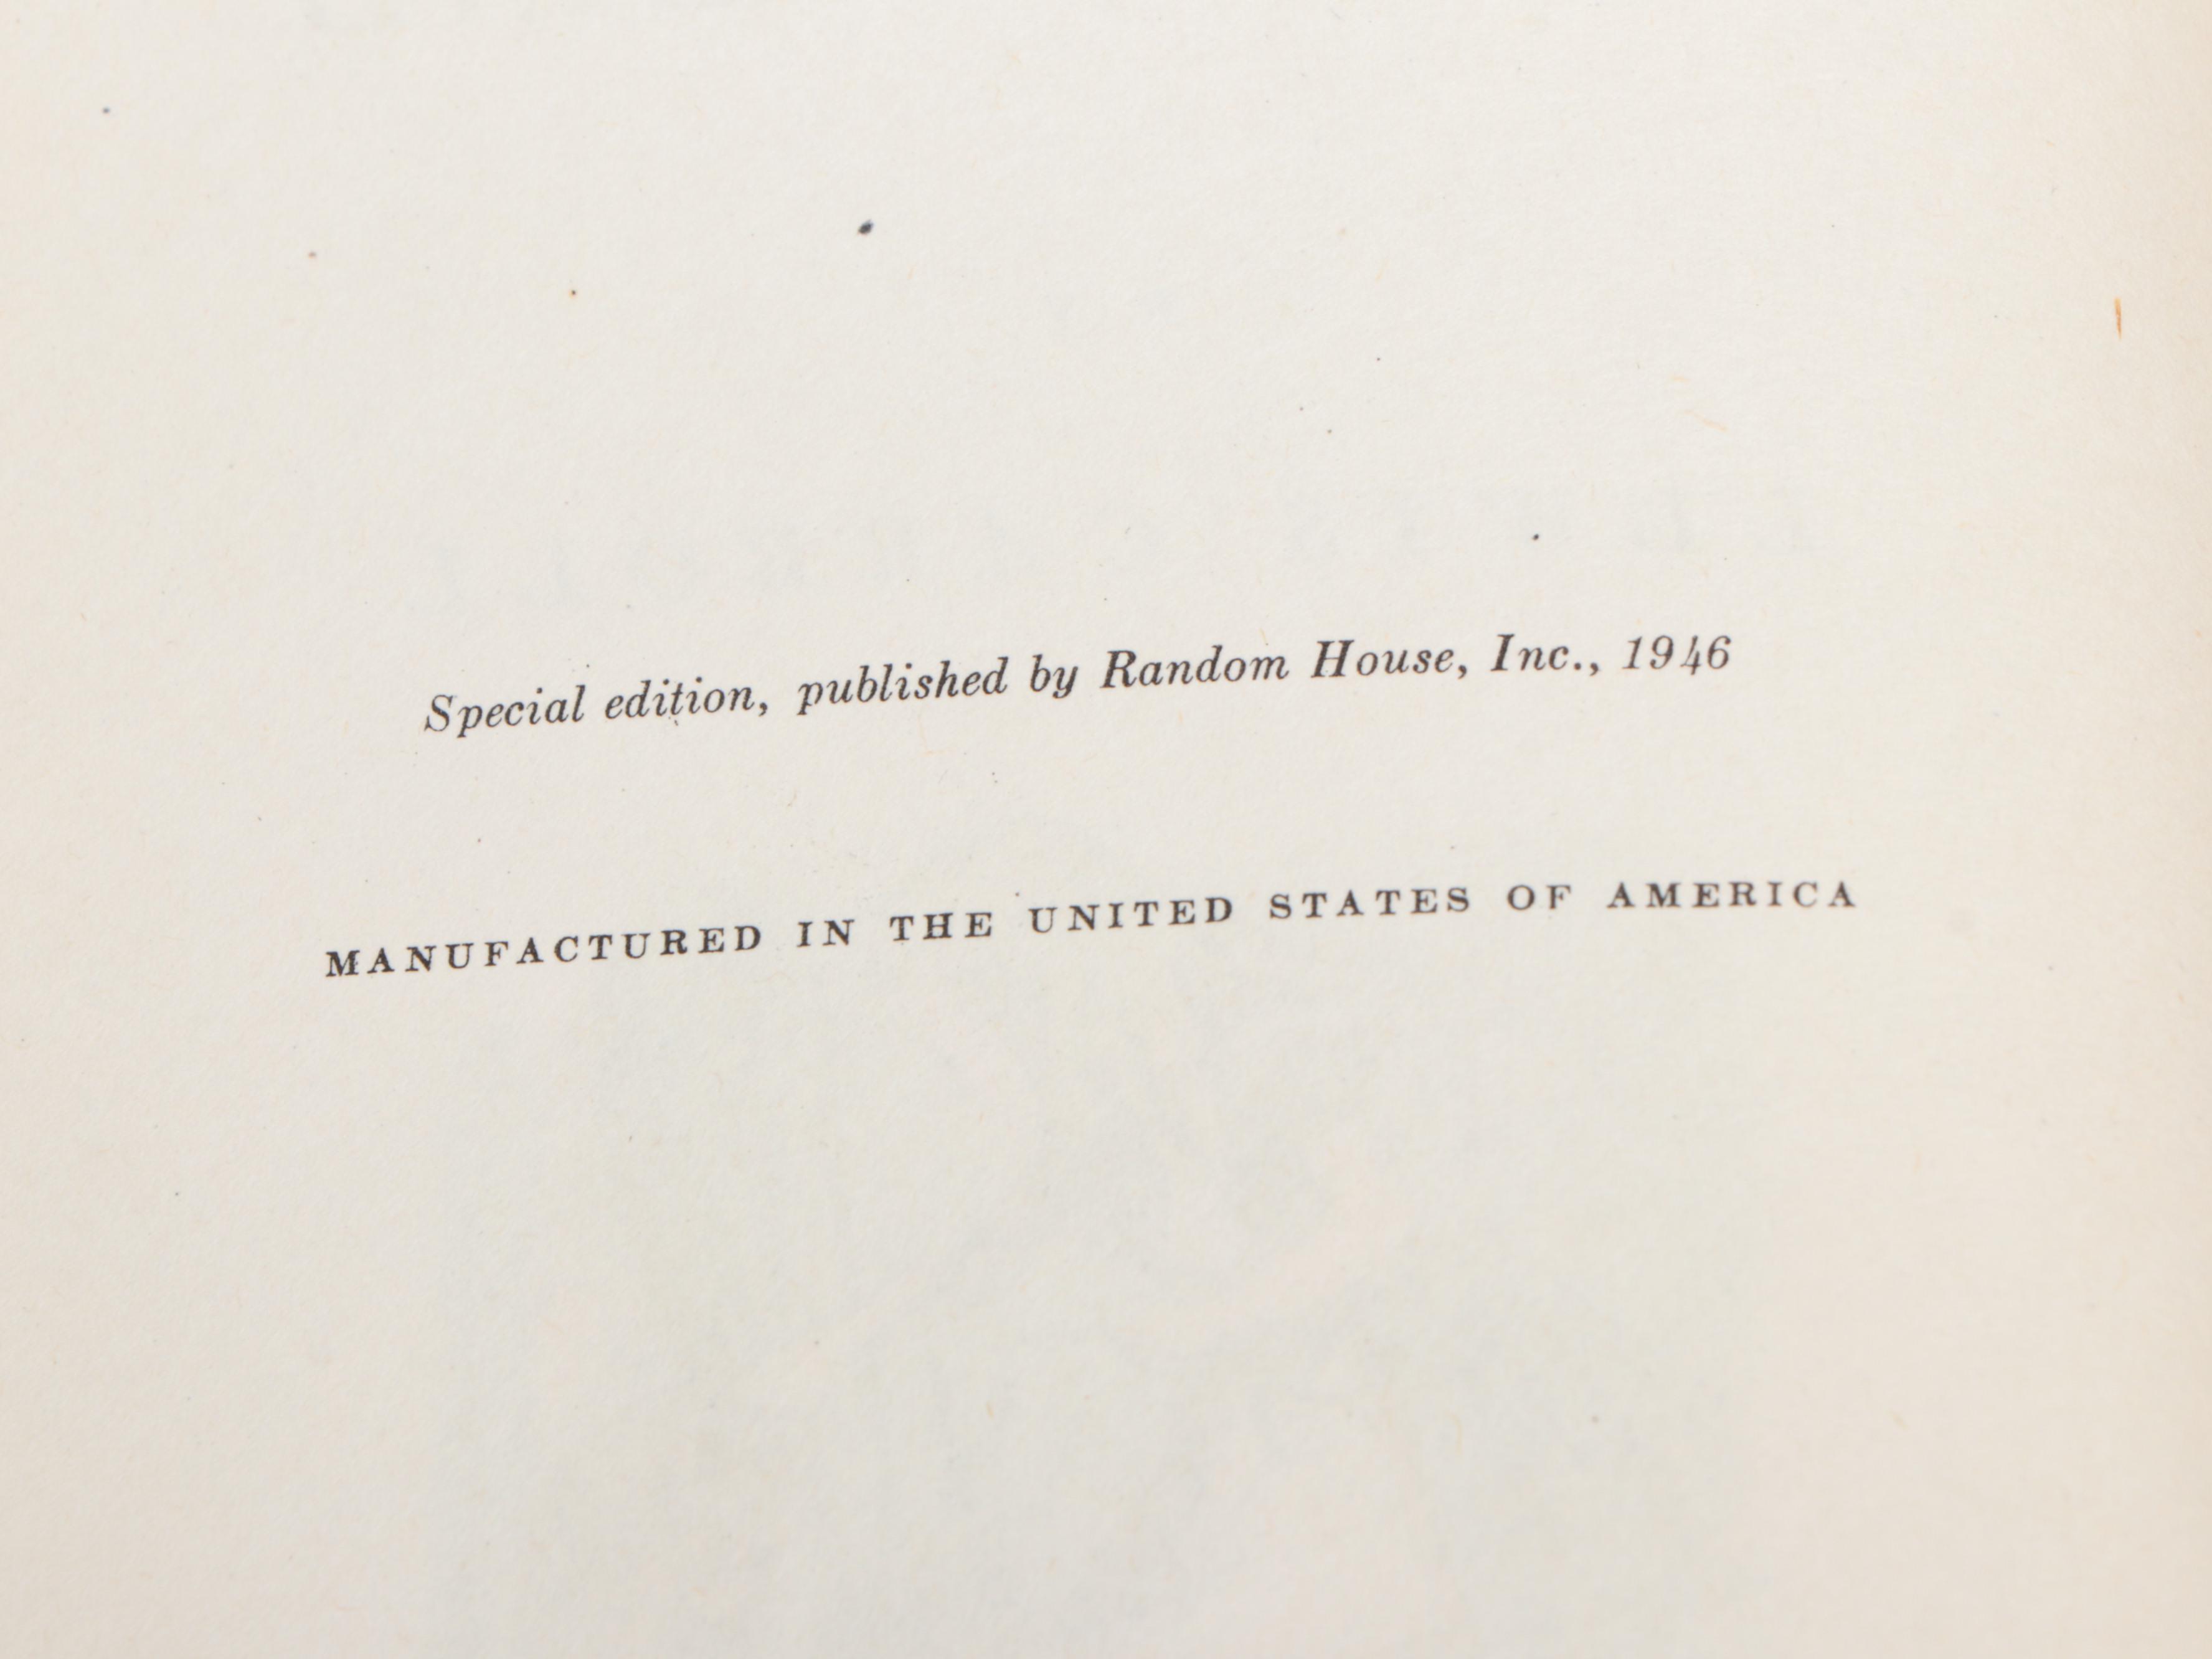 Special edition, published by Random House, Inc., 1946
MANUFACTURED IN THE UNITED STATES OF AMERICA